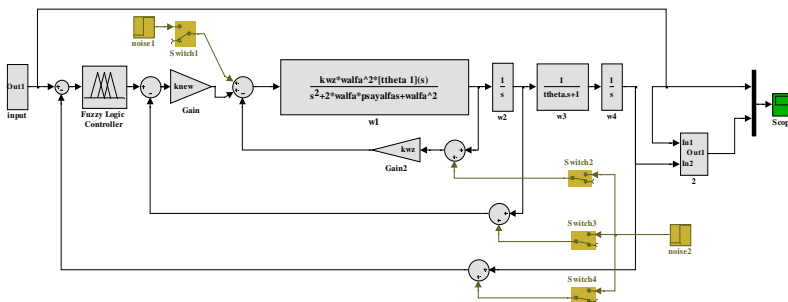 noise1
Switch1
Out1
input
Fuzzy Logic
Controller
knew
Gain
kwz*walfa^2*[ttheta 1](s)
s²+2*walfa*psayalfas+walfa^2
w1
1
s
w2
1
ttheta.s+1
w3
1
s
w4
Scop
kwz
Gain2
In1
In2
Out1
2
Switch2
Switch3
noise2
Switch4